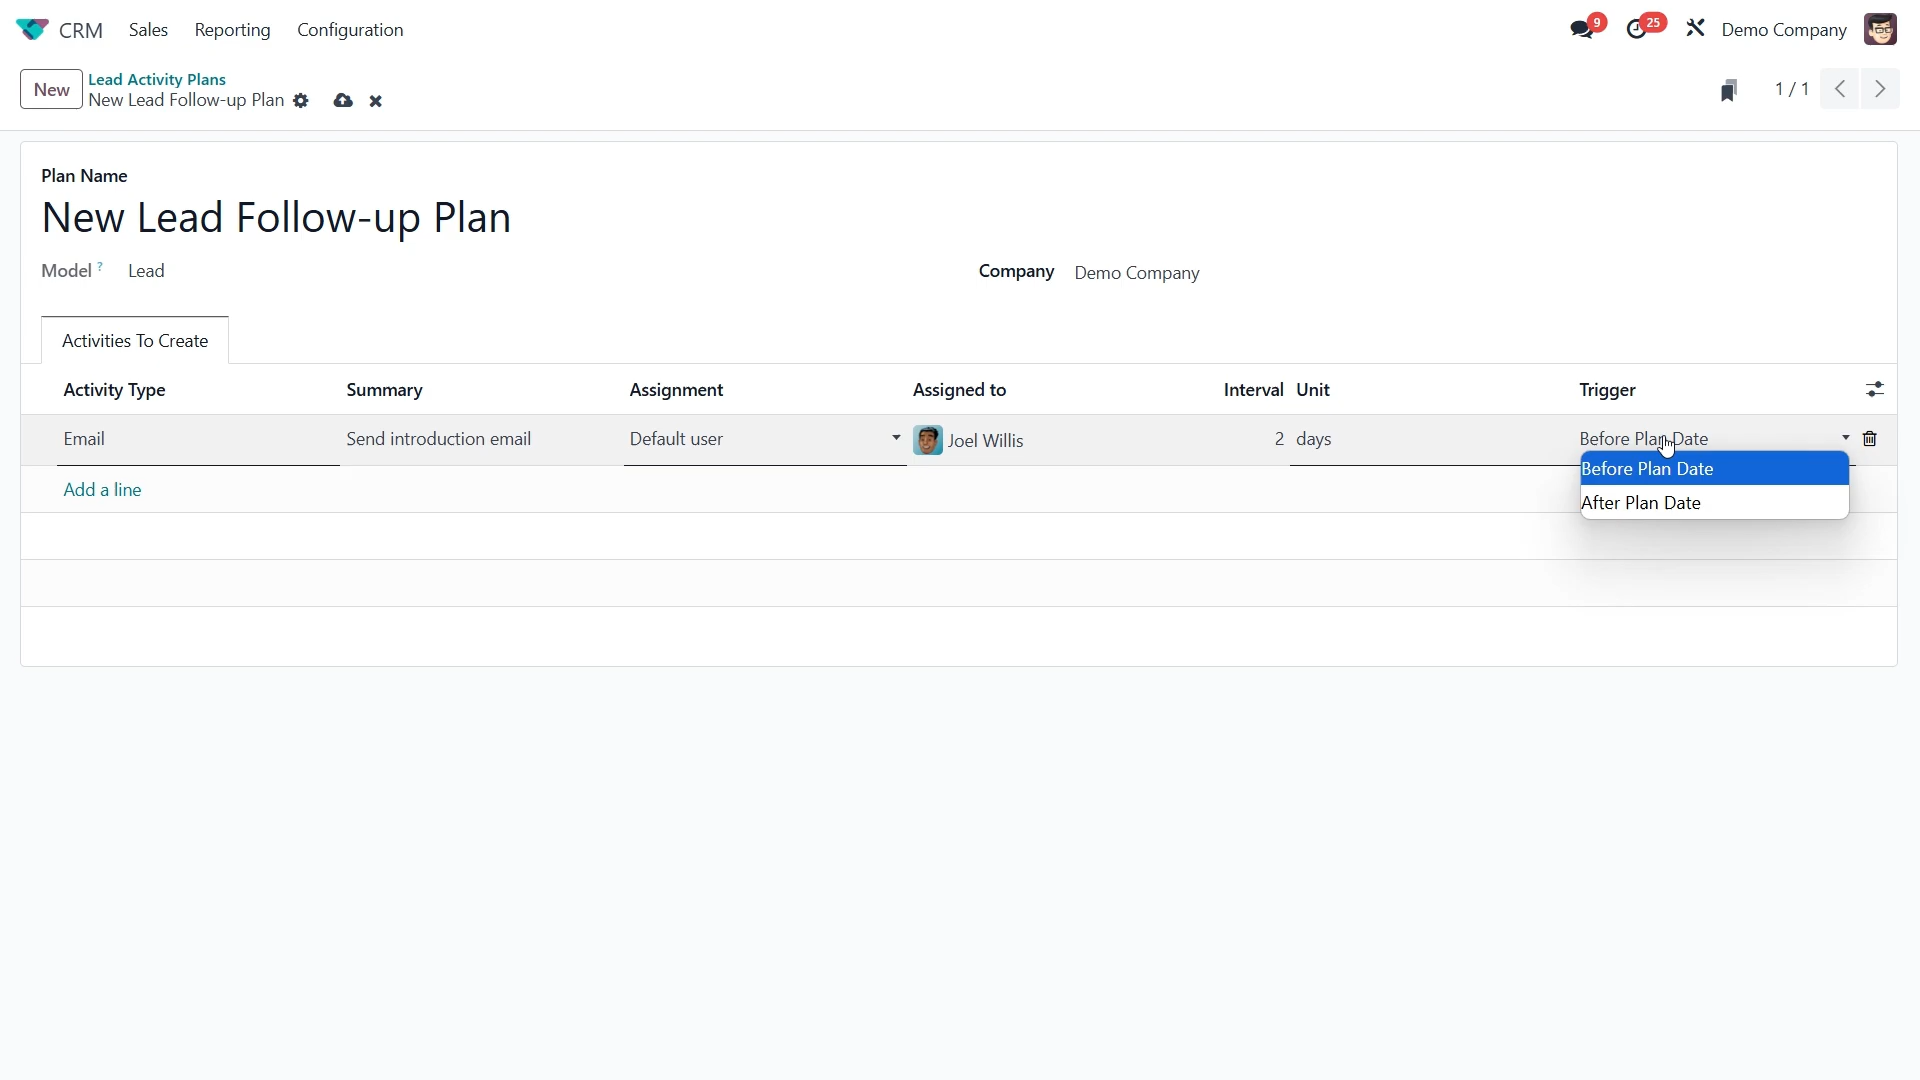 CRM Sales Reporting Configuration 9 25 Demo Company
New Lead Activity Plans
New Lead Follow-up Plan
1 / 1
Plan Name
New Lead Follow-up Plan
Model ? Lead Company Demo Company
Activities To Create
Activity Type Summary Assignment Assigned to Interval Unit Trigger
Email Send introduction email Default user Joel Willis 2 days Before Plan Date
Before Plan Date
Add a line
After Plan Date